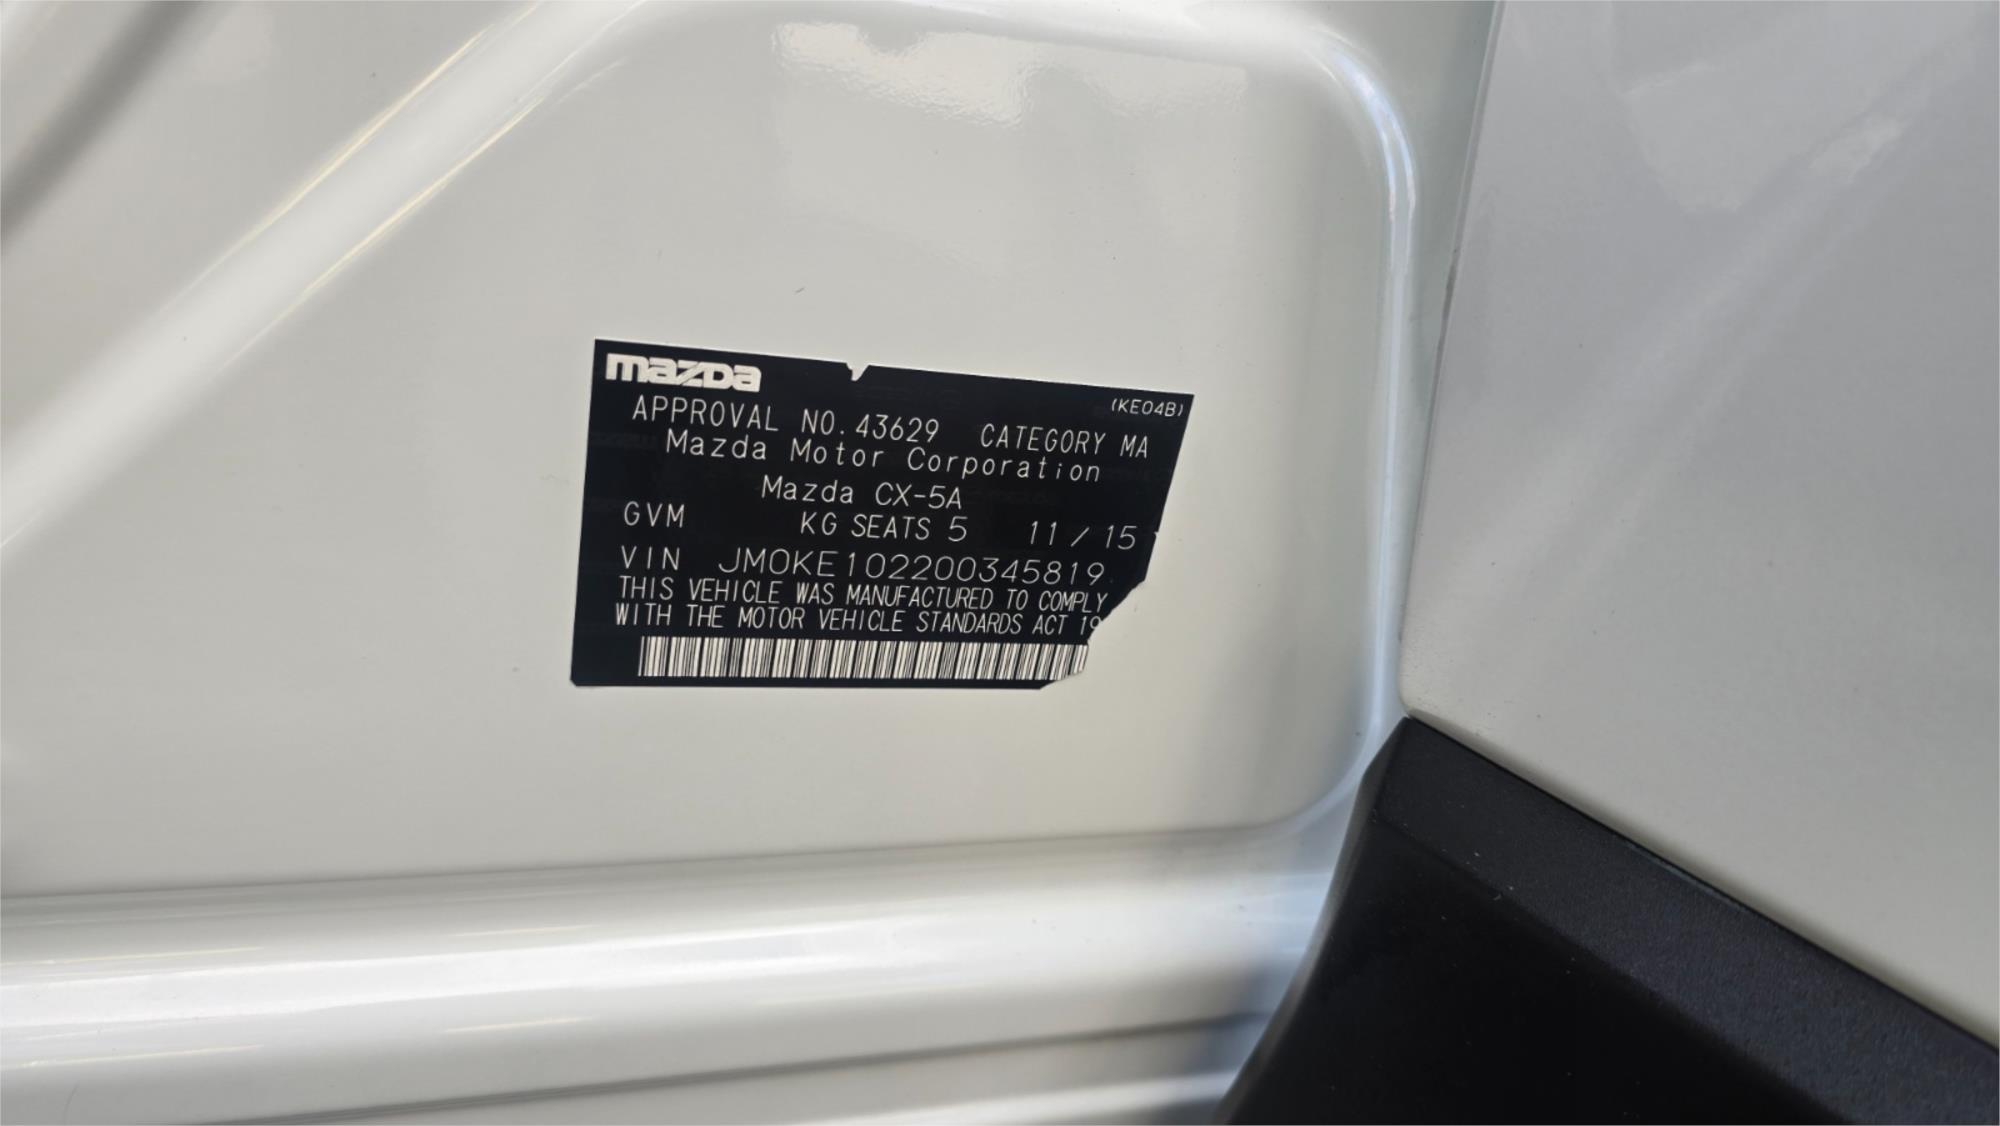 mazda
(KE04B)
APPROVAL NO. 43629 CATEGORY MA
Mazda Motor Corporation
Mazda CX-5A
GVM KG SEATS 5 11/15
VIN JM0KE102200345819
THIS VEHICLE WAS MANUFACTURED TO COMPLY
WITH THE MOTOR VEHICLE STANDARDS ACT 19